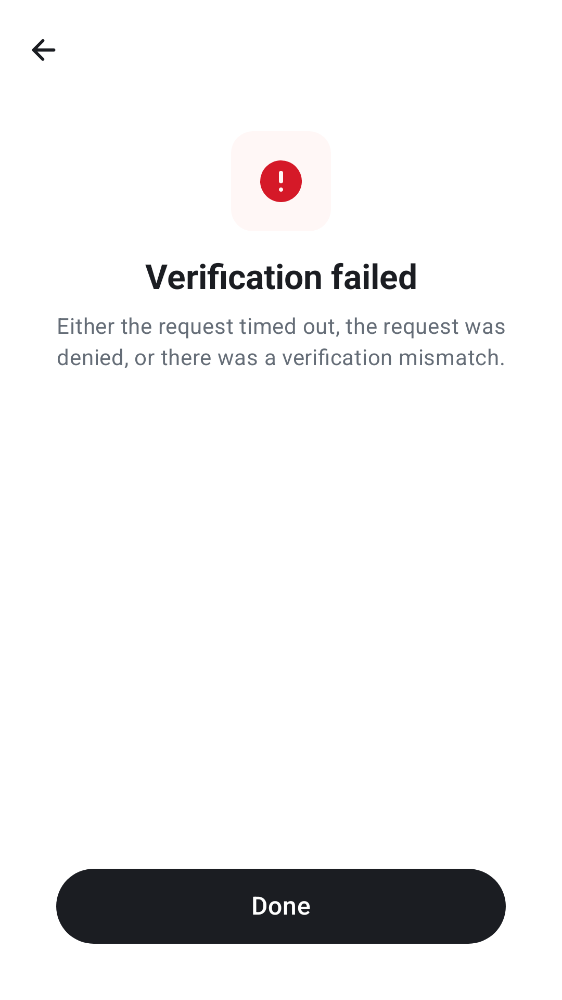 Verification failed
Either the request timed out, the request was
denied, or there was a verification mismatch.
Done